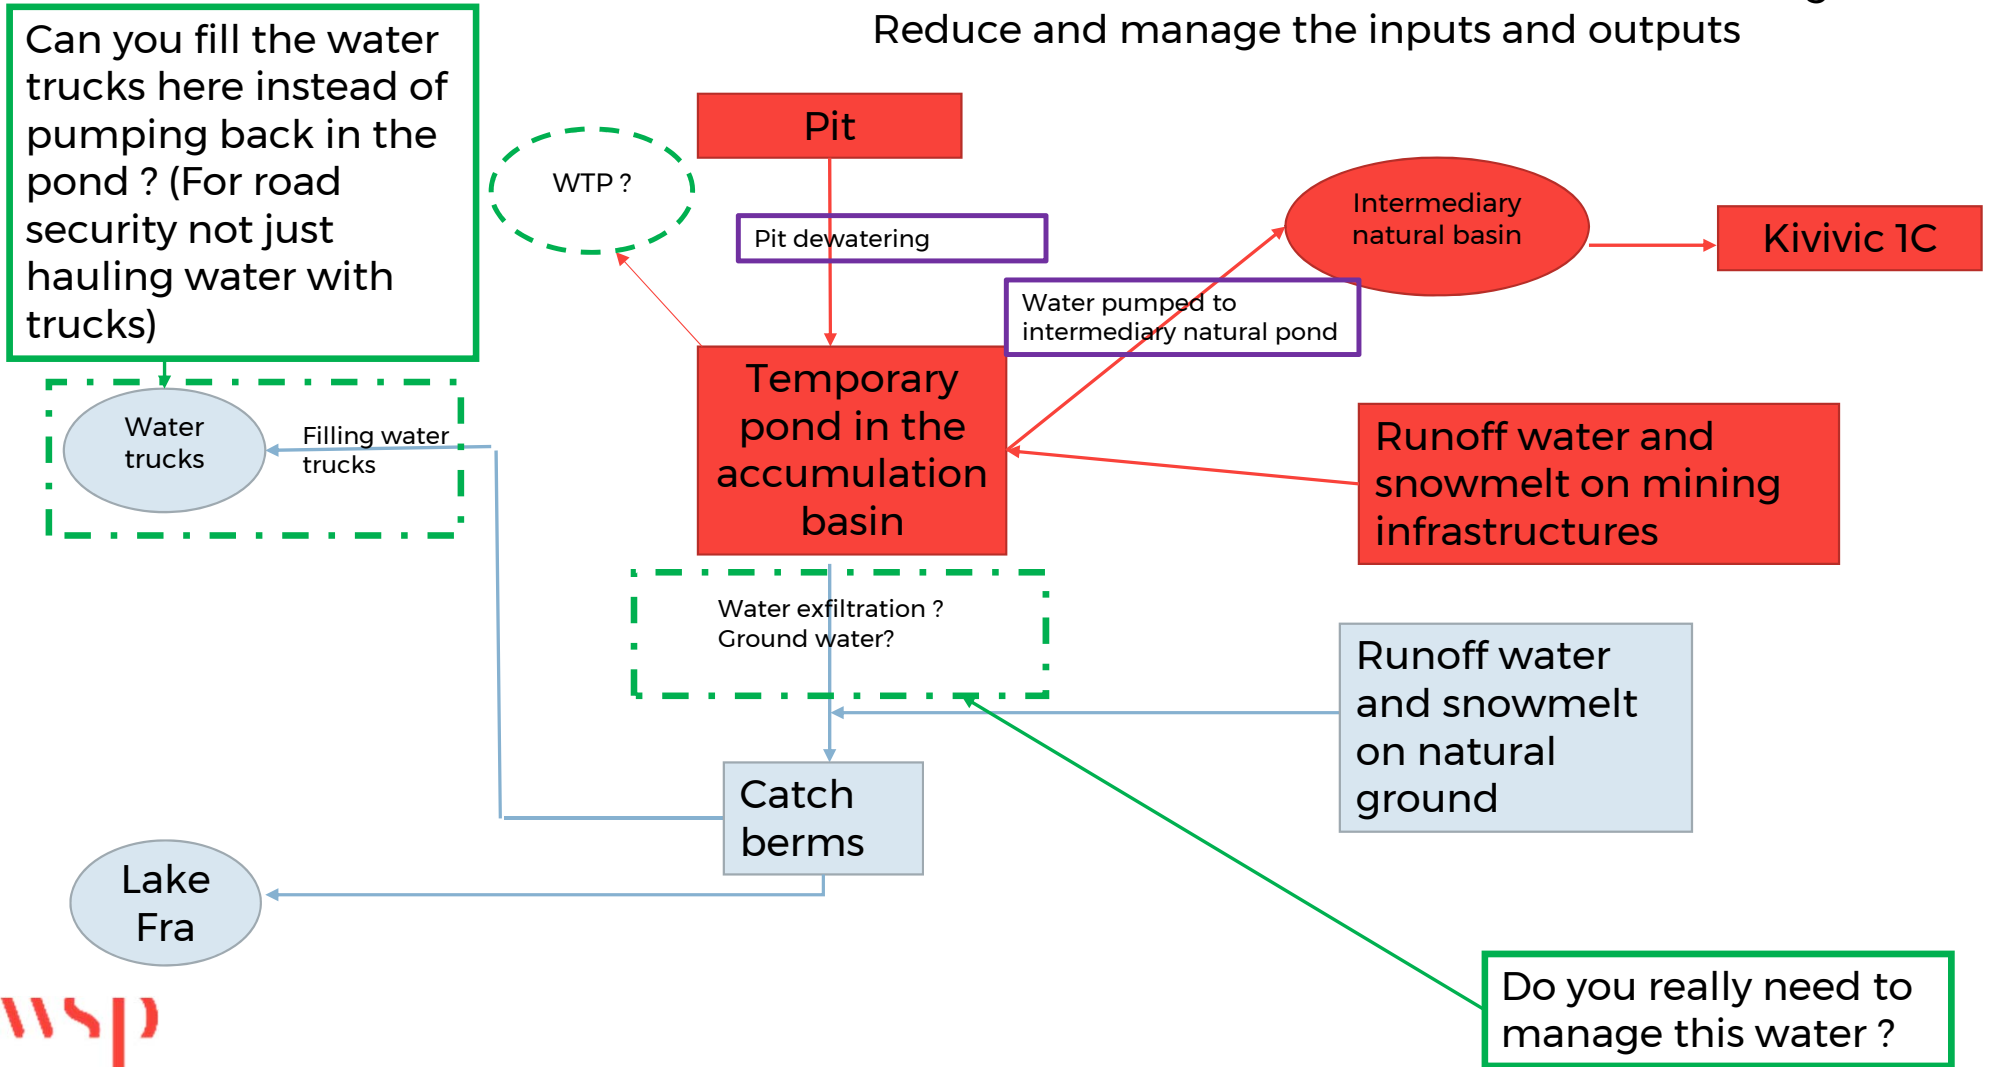 Reduce and manage the inputs and outputs
Can you fill the water
trucks here instead of
pumping back in the
pond ? (For road
security not just
hauling water with
trucks)
Pit
WTP ?
Pit dewatering
Intermediary
natural basin
Kivivic 1C
Water pumped to
intermediary natural pond
Temporary
pond in the
accumulation
basin
Water
trucks
Filling water
trucks
Runoff water and
snowmelt on mining
infrastructures
Water exfiltration ?
Ground water?
Runoff water
and snowmelt
on natural
ground
Catch
berms
Lake
Fra
Do you really need to
manage this water ?
wsp